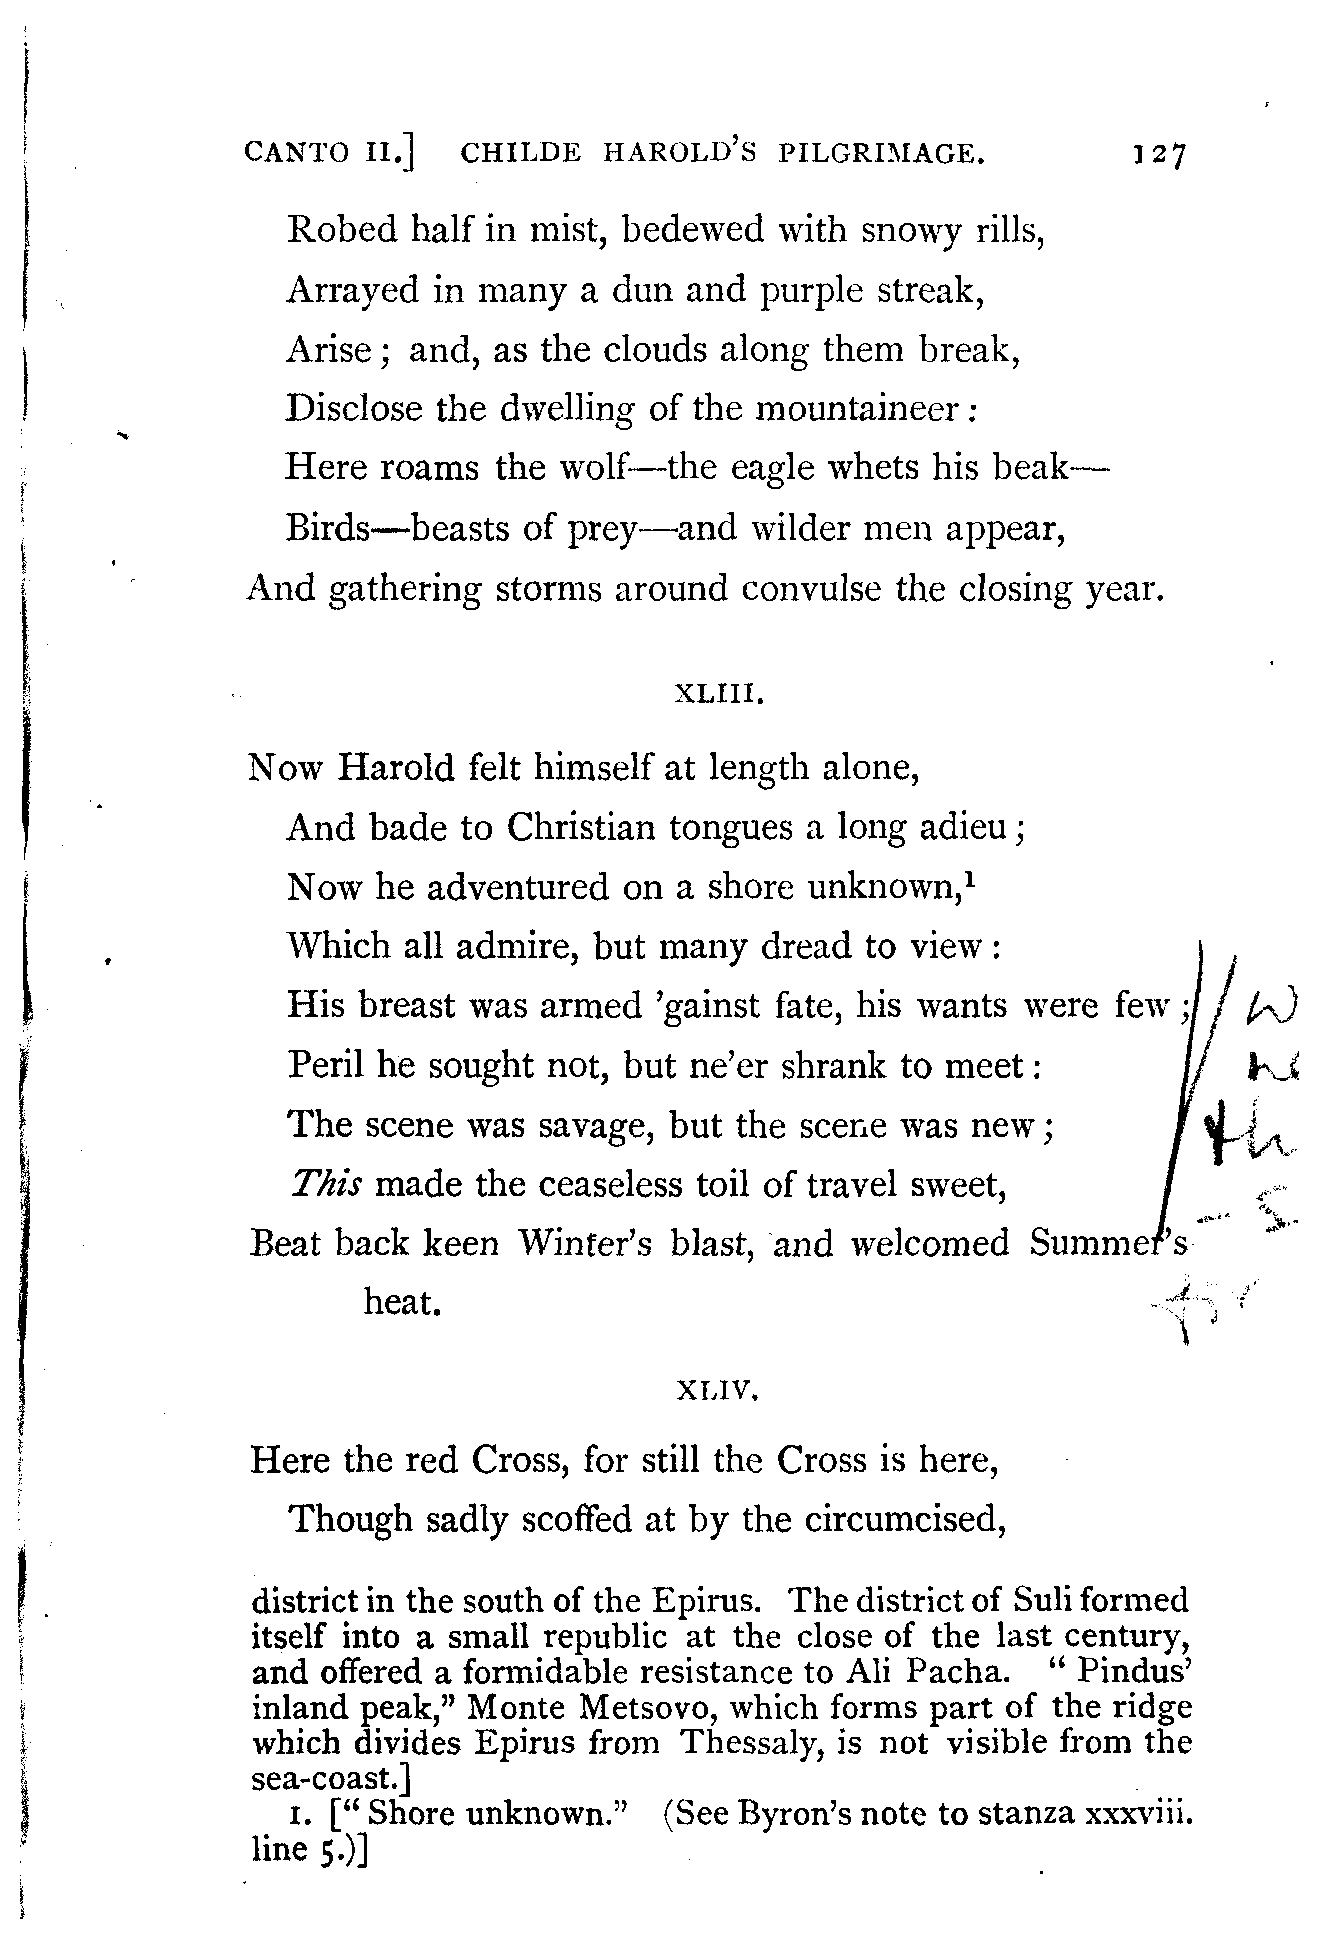 CANTO II.] CHILDE HAROLD'S PILGRIMAGE. 127
Robed half in mist, bedewed with snowy rills,
Arrayed in many a dun and purple streak,
Arise; and, as the clouds along them break,
Disclose the dwelling of the mountaineer:
Here roams the wolf—the eagle whets his beak—
Birds—beasts of prey—and wilder men appear,
And gathering storms around convulse the closing year.
XLIII.
Now Harold felt himself at length alone,
And bade to Christian tongues a long adieu;
Now he adventured on a shore unknown,¹
Which all admire, but many dread to view:
His breast was armed 'gainst fate, his wants were few;
Peril he sought not, but ne'er shrank to meet:
The scene was savage, but the scene was new;
This made the ceaseless toil of travel sweet,
Beat back keen Winter's blast, and welcomed Summer's
heat.
XLIV.
Here the red Cross, for still the Cross is here,
Though sadly scoffed at by the circumcised,
district in the south of the Epirus. The district of Suli formed
itself into a small republic at the close of the last century,
and offered a formidable resistance to Ali Pacha. "Pindus'
inland peak," Monte Metsovo, which forms part of the ridge
which divides Epirus from Thessaly, is not visible from the
sea-coast.]
1. ["Shore unknown." (See Byron's note to stanza xxxviii.
line 5.)]